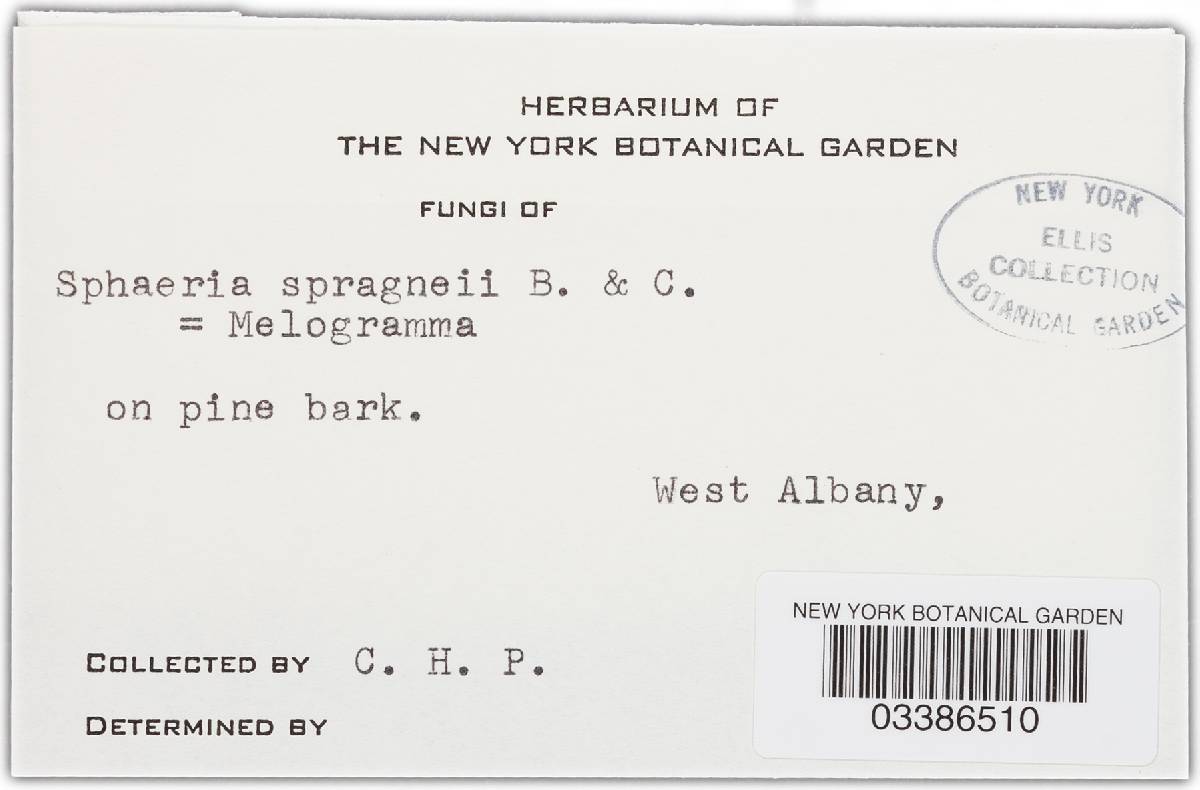 HERBARIUM OF
THE NEW YORK BOTANICAL GARDEN
FUNGI OF
NEW YORK
ELLIS
COLLECTION
BOTANICAL GARDEN
Sphaeria spragneii B. & C.
= Melogramma
on pine bark.
West Albany,
NEW YORK BOTANICAL GARDEN
03386510
COLLECTED BY C. H. P.
DETERMINED BY